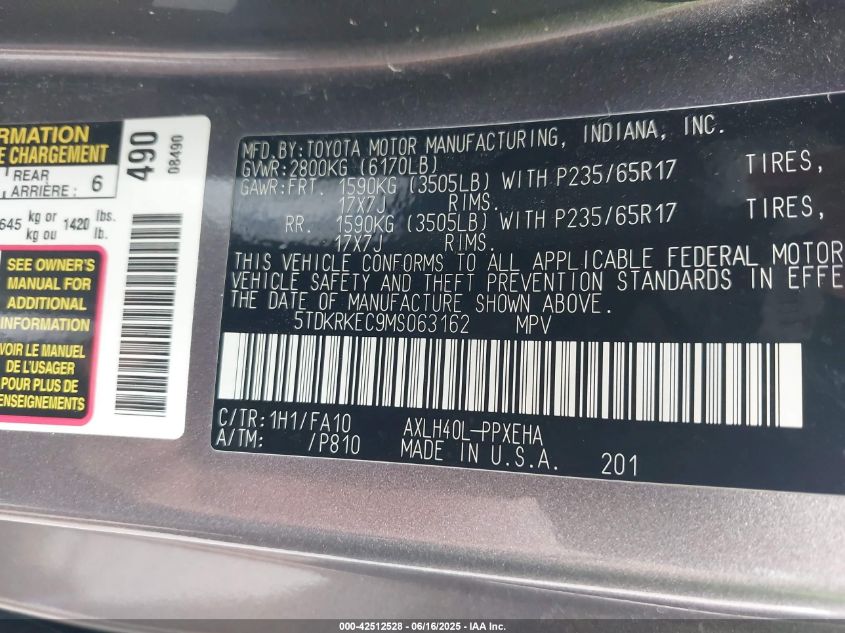 ORMATION
E CHARGEMENT
REAR
ARRIÈRE: 6
645 kg or 1420 lbs.
kg ou lb.
SEE OWNER'S
MANUAL FOR
ADDITIONAL
INFORMATION
VOIR LE MANUEL
DE L'USAGER
POUR PLUS DE
RENSEIGNEMENTS
490
08490
MFD.BY:TOYOTA MOTOR MANUFACTURING, INDIANA, INC.
GVWR:2800KG (6170LB)
GAWR:FRT. 1590KG (3505LB) WITH P235/65R17 TIRES,
17X7J RIMS.
RR. 1590KG (3505LB) WITH P235/65R17 TIRES,
17X7J RIMS.
THIS VEHICLE CONFORMS TO ALL APPLICABLE FEDERAL MOTOR
VEHICLE SAFETY AND THEFT PREVENTION STANDARDS IN EFFE
THE DATE OF MANUFACTURE SHOWN ABOVE.
5TDKRKEC9MS063162 MPV
C/TR:1H1/FA10 AXLH40L-PPXEHA
A/TM: /P810 MADE IN U.S.A. 201
000-42512528 - 06/16/2025 - IAA Inc.